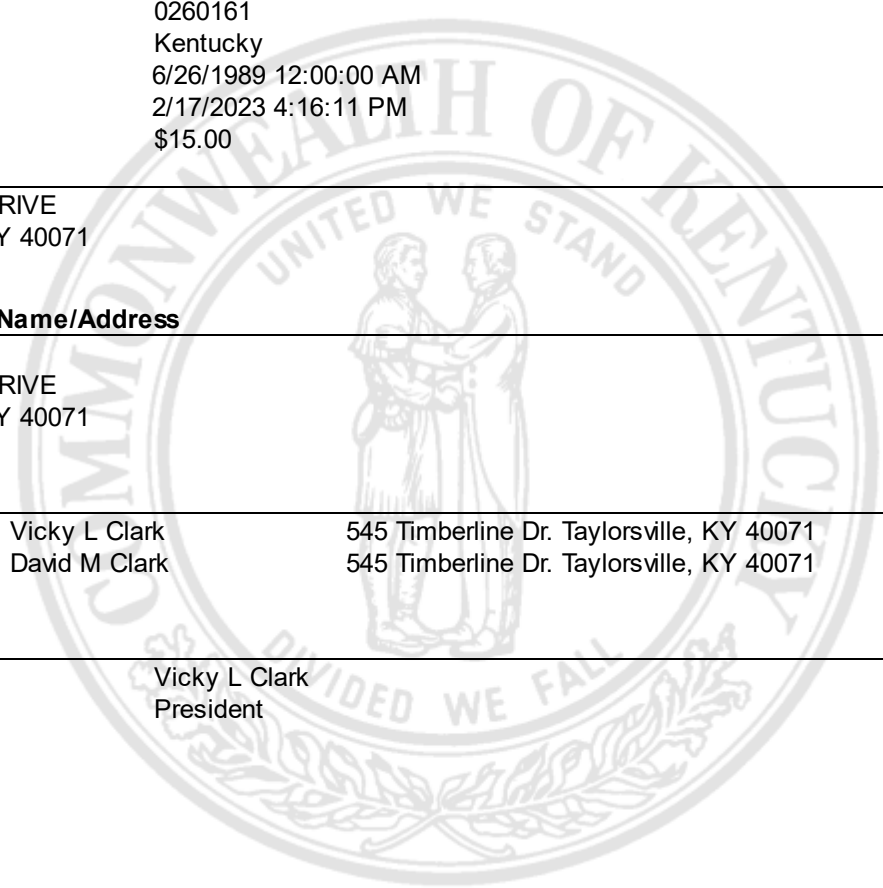 0260161
Kentucky
6/26/1989 12:00:00 AM
2/17/2023 4:16:11 PM
$15.00
RIVE
Y 40071
Name/Address
RIVE
Y 40071
Vicky L Clark 545 Timberline Dr. Taylorsville, KY 40071
David M Clark 545 Timberline Dr. Taylorsville, KY 40071
Vicky L Clark
President
COMMONWEALTH OF KENTUCKY
UNITED WE STAND
DIVIDED WE FALL